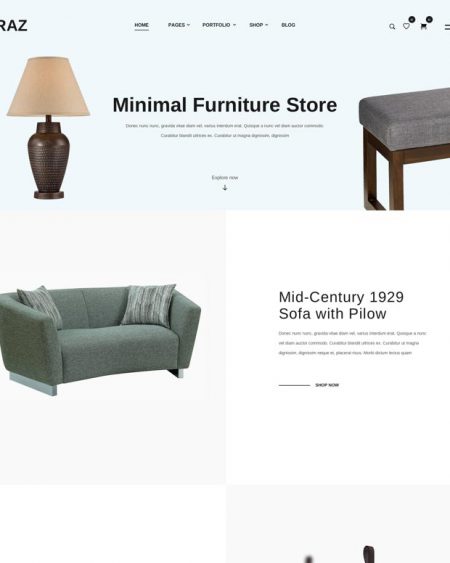 RAZ
HOME PAGES PORTFOLIO SHOP BLOG
0 0
Minimal Furniture Store
Donec nunc nunc, gravida vitae diam vel, varius interdum erat. Quisque a nunc vel diam auctor commodo.
Curabitur blandit ultrices ex. Curabitur ut magna dignissim, dignissim
Explore now
Mid-Century 1929
Sofa with Pilow
Donec nunc nunc, gravida vitae diam vel, varius interdum erat. Quisque a nunc
vel diam auctor commodo. Curabitur blandit ultrices ex. Curabitur ut magna
dignissim, dignissim neque et, placerat risus. Morbi dictum lectus quam
SHOP NOW